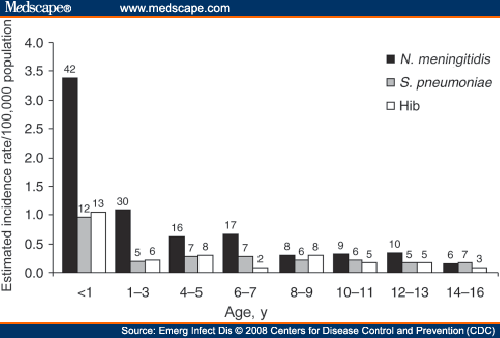 Medscape® www.medscape.com
Estimated incidence rate/100,000 population
4.0
3.5
3.0
2.5
2.0
1.5
1.0
0.5
0.0
N. meningitidis
S. pneumoniae
Hib
42 12 13
30 5 6
16 7 8
17 7 2
8 6 8
9 6 5
10 5 5
6 7 3
<1 1–3 4–5 6–7 8–9 10–11 12–13 14–16
Age, y
Source: Emerg Infect Dis © 2008 Centers for Disease Control and Prevention (CDC)